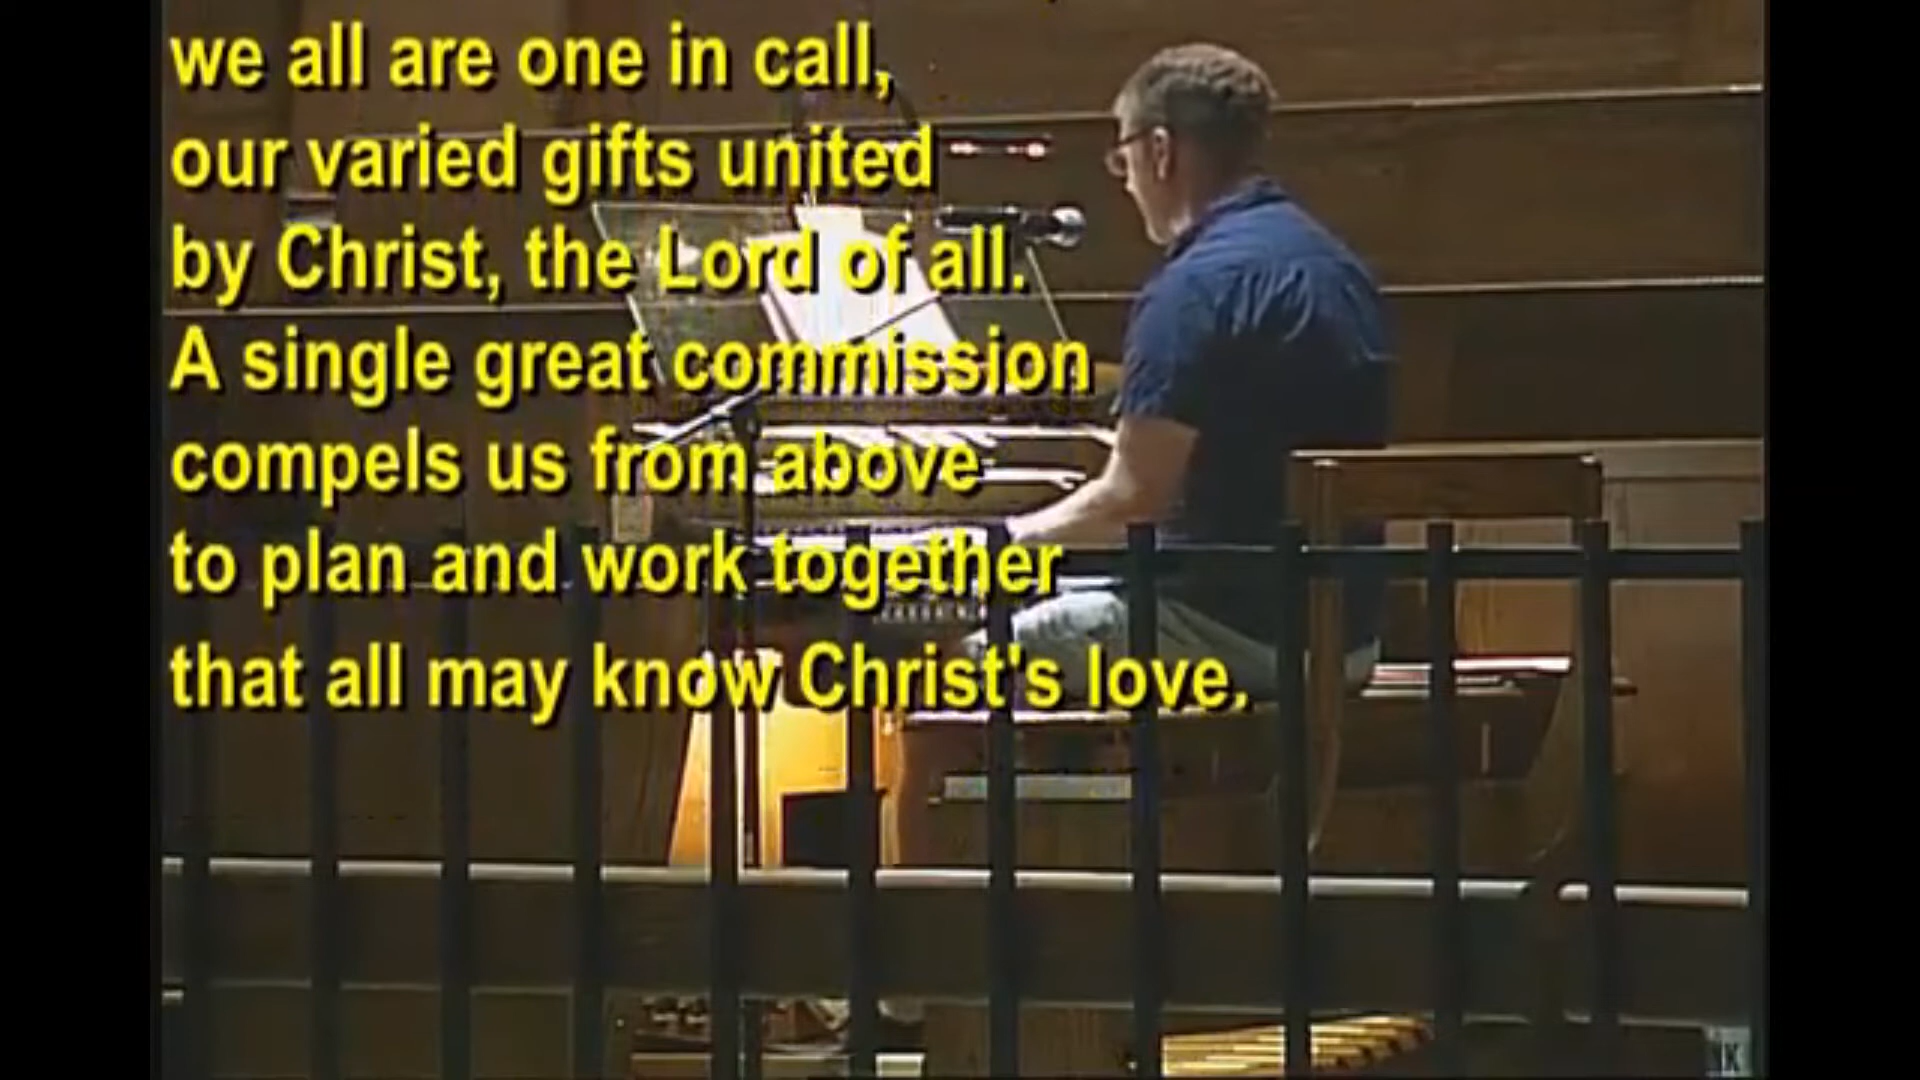 we all are one in call,
our varied gifts united
by Christ, the Lord of all.
A single great commission
compels us from above
to plan and work together
that all may know Christ's love.